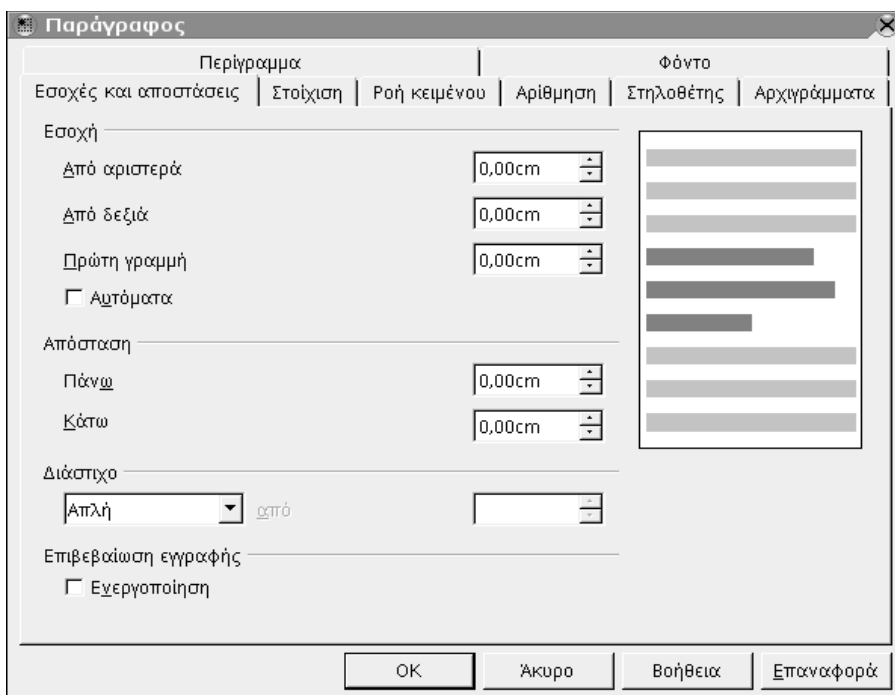 Παράγραφος
Περίγραμμα Φόντο
Εσοχές και αποστάσεις Στοίχιση Ροή κειμένου Αρίθμηση Στηλοθέτης Αρχιγράμματα
Εσοχή
Από αριστερά 0,00cm
Από δεξιά 0,00cm
Πρώτη γραμμή 0,00cm
Αυτόματα
Απόσταση
Πάνω 0,00cm
Κάτω 0,00cm
Διάστιχο
Απλή από
Επιβεβαίωση εγγραφής
Ενεργοποίηση
OK Άκυρο Βοήθεια Επαναφορά